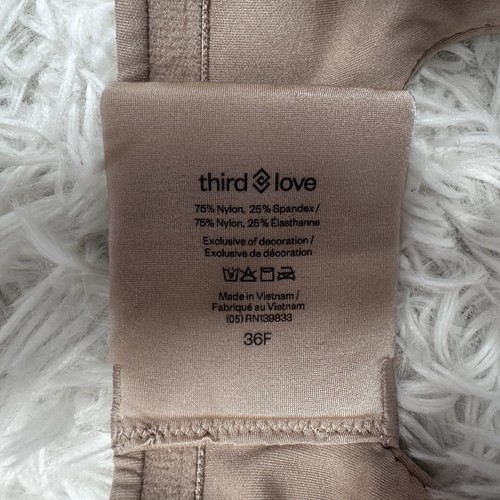 third love
75% Nylon, 25% Spandex /
75% Nylon, 25% Élasthanne
Exclusive of decoration /
Exclusive de décoration
Made in Vietnam /
Fabriqué au Vietnam
(05) RN139833
36F